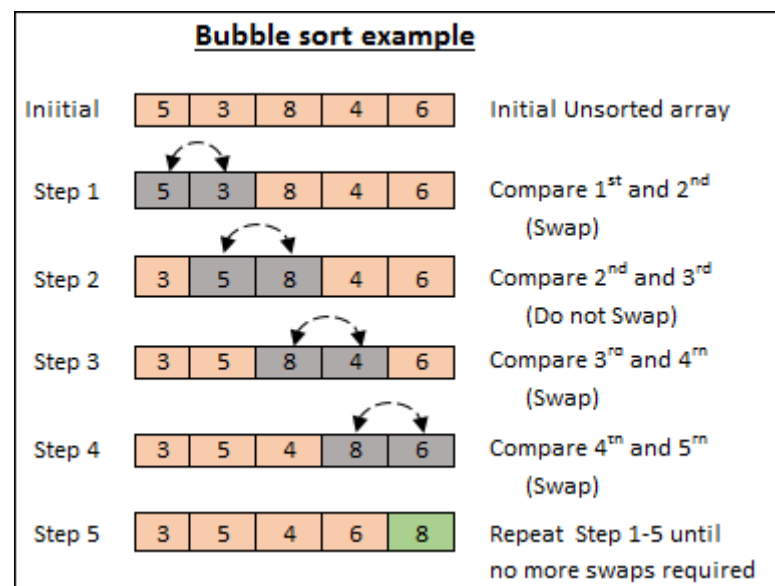 Bubble sort example
Iniitial 5 3 8 4 6 Initial Unsorted array
Step 1 5 3 8 4 6 Compare 1st and 2nd
(Swap)
Step 2 3 5 8 4 6 Compare 2nd and 3rd
(Do not Swap)
Step 3 3 5 8 4 6 Compare 3rd and 4th
(Swap)
Step 4 3 5 4 8 6 Compare 4th and 5th
(Swap)
Step 5 3 5 4 6 8 Repeat Step 1-5 until
no more swaps required